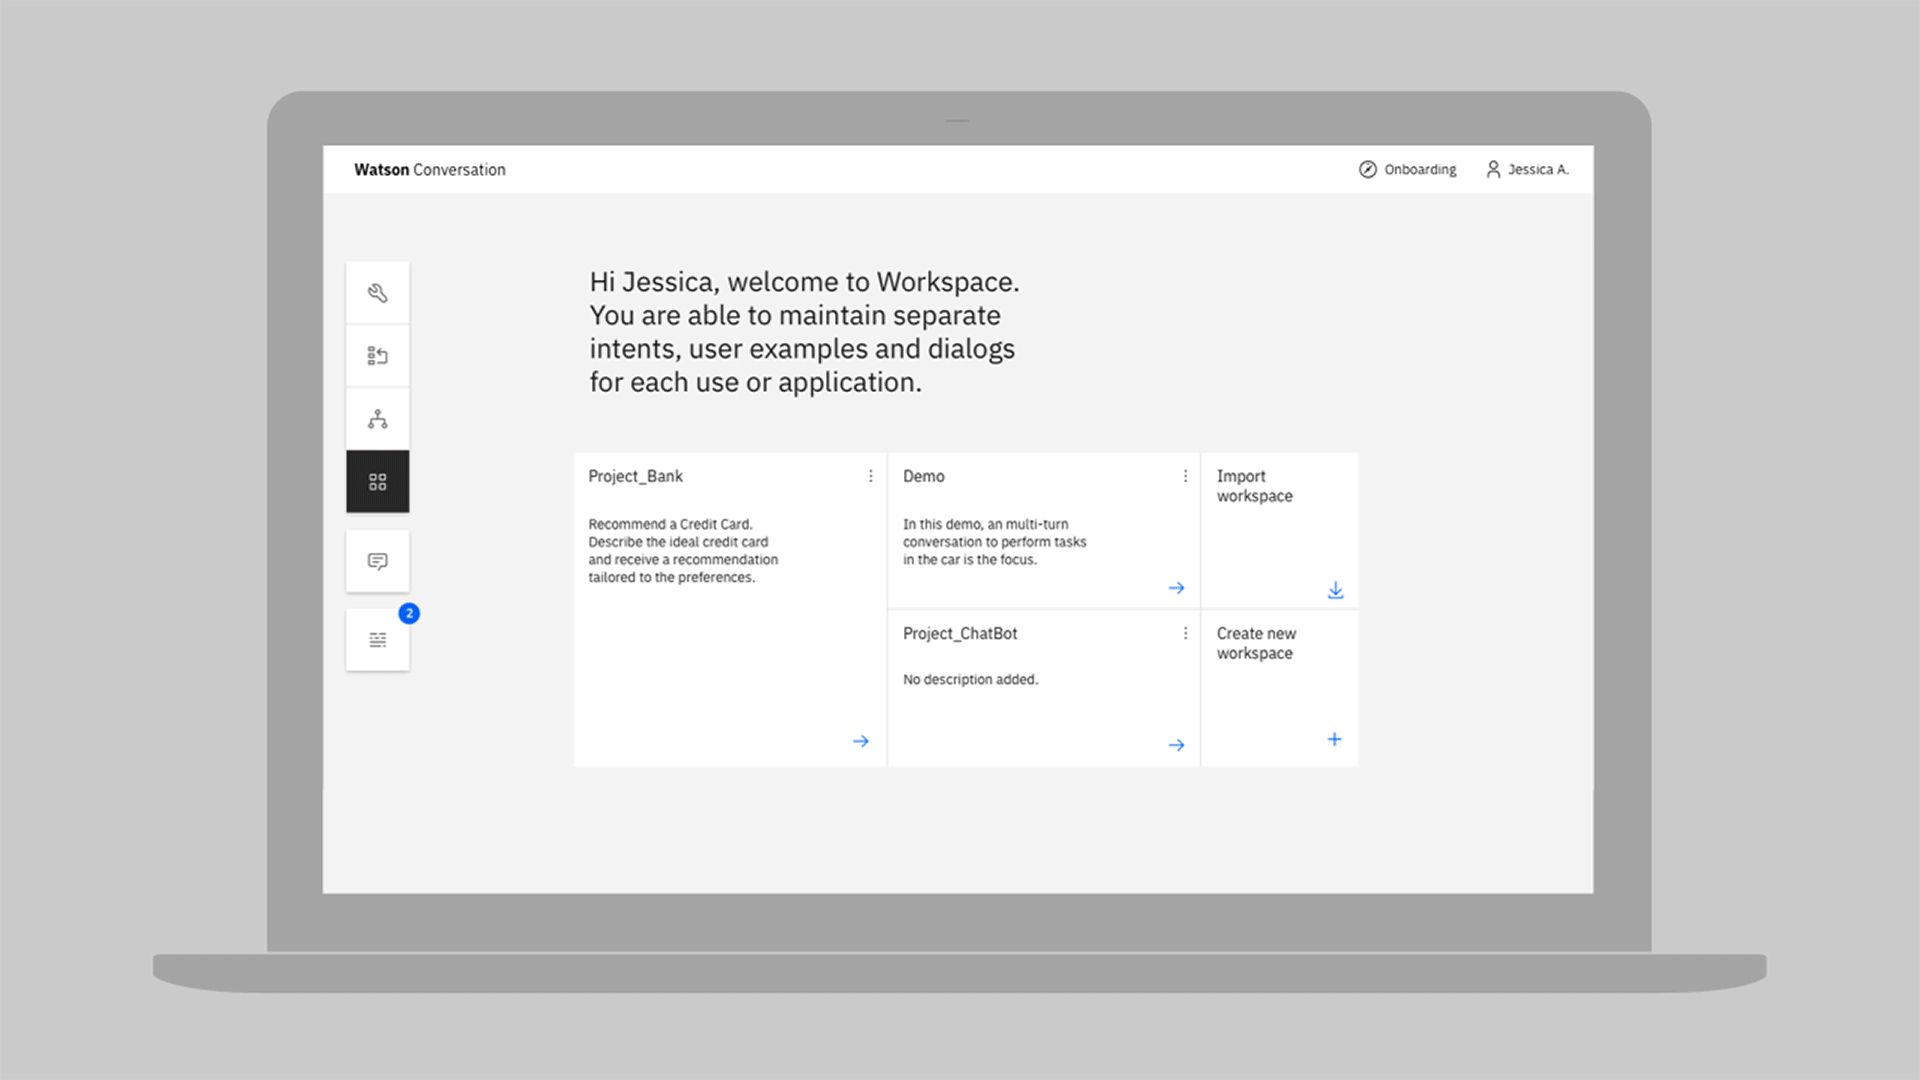 Watson Conversation
Onboarding
Jessica A.
Hi Jessica, welcome to Workspace.
You are able to maintain separate
intents, user examples and dialogs
for each use or application.
Project_Bank
Recommend a Credit Card.
Describe the ideal credit card
and receive a recommendation
tailored to the preferences.
Demo
In this demo, an multi-turn
conversation to perform tasks
in the car is the focus.
Import
workspace
2
Project_ChatBot
No description added.
Create new
workspace